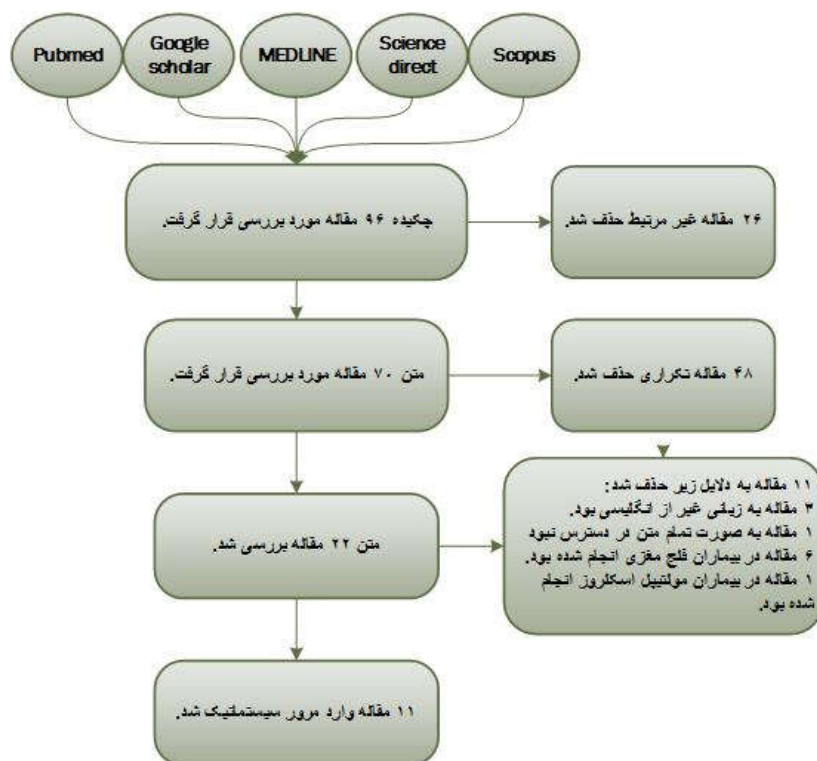 Pubmed
Google
scholar
MEDLINE
Science
direct
Scopus
چکیده ۹۶ مقاله مورد بررسی قرار گرفت.
۲۶ مقاله غیر مرتبط حذف شد.
متن ۷۰ مقاله مورد بررسی قرار گرفت.
۴۸ مقاله تکراری حذف شد.
متن ۲۲ مقاله بررسی شد.
۱۱ مقاله به دلایل زیر حذف شد:
۳ مقاله به زبانی غیر از انگلیسی بود.
۱ مقاله به صورت تمام متن در دسترس نبود
۶ مقاله در بیماران فلج مغزی انجام شده بود.
۱ مقاله در بیماران مولتیپل اسکلروز انجام
شده بود.
۱۱ مقاله وارد مرور سیستماتیک شد.